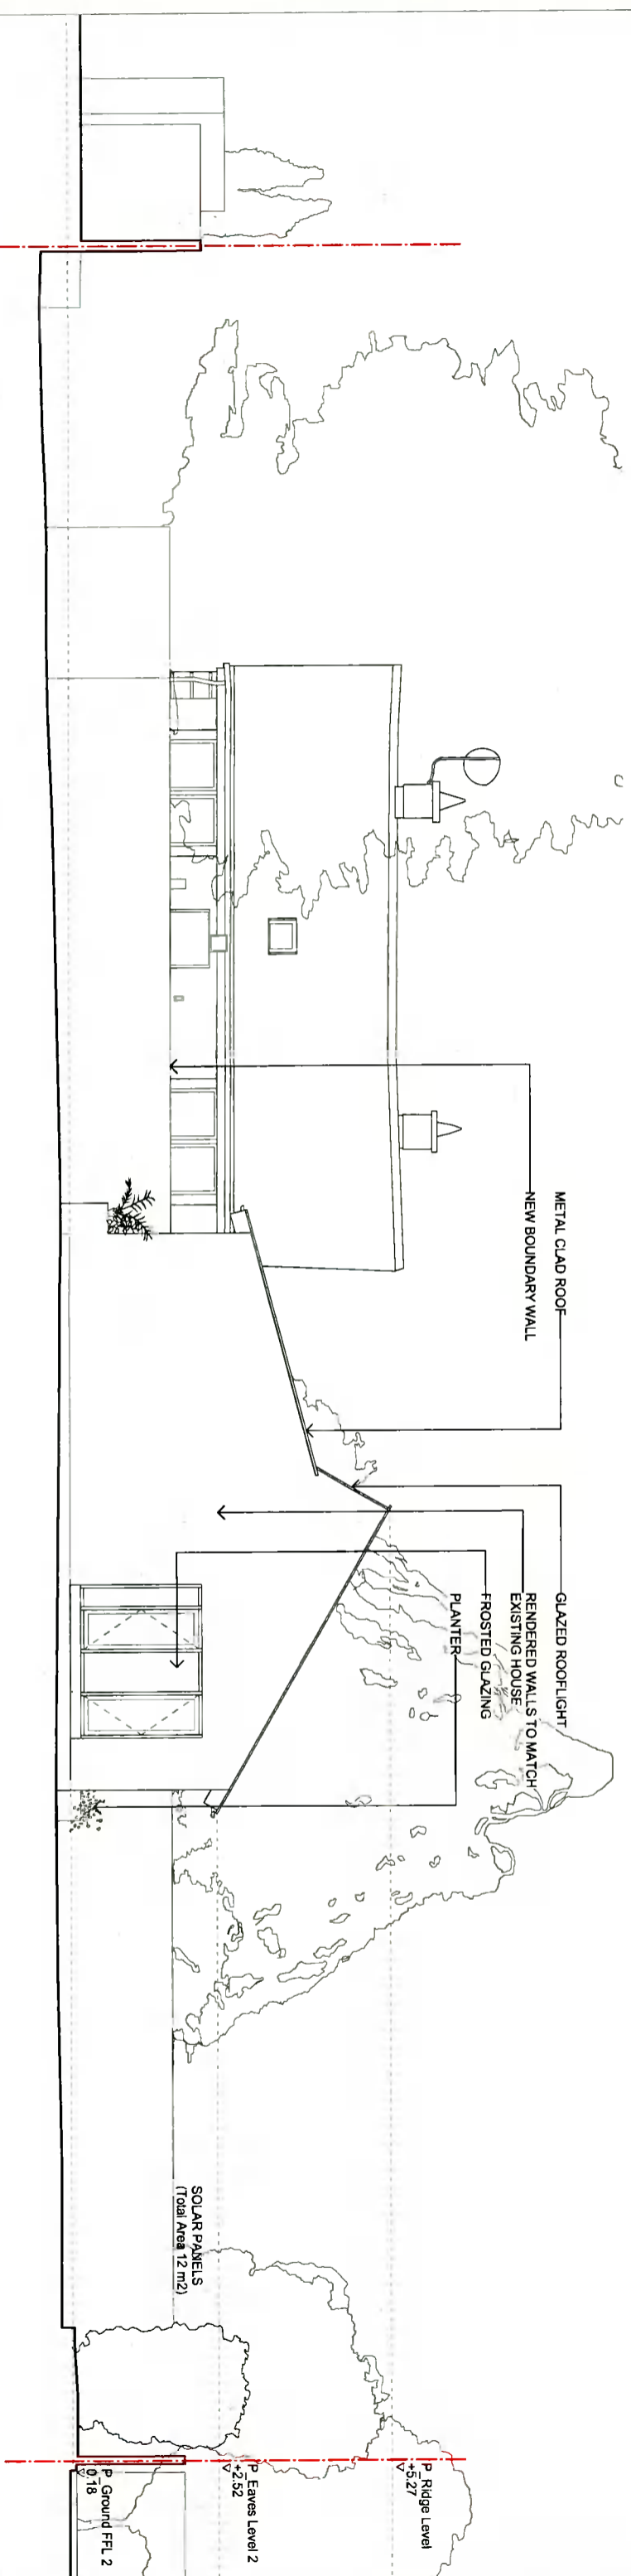 METAL CLAD ROOF
NEW BOUNDARY WALL
GLAZED ROOFLIGHT
RENDERED WALLS TO MATCH
EXISTING HOUSE
FROSTED GLAZING
PLANTER
SOLAR PANELS
(Total Area 12 m2)
P_Ridge Level
+5.27
P_Eaves Level 2
+2.52
P_Ground FFL 2
0.18